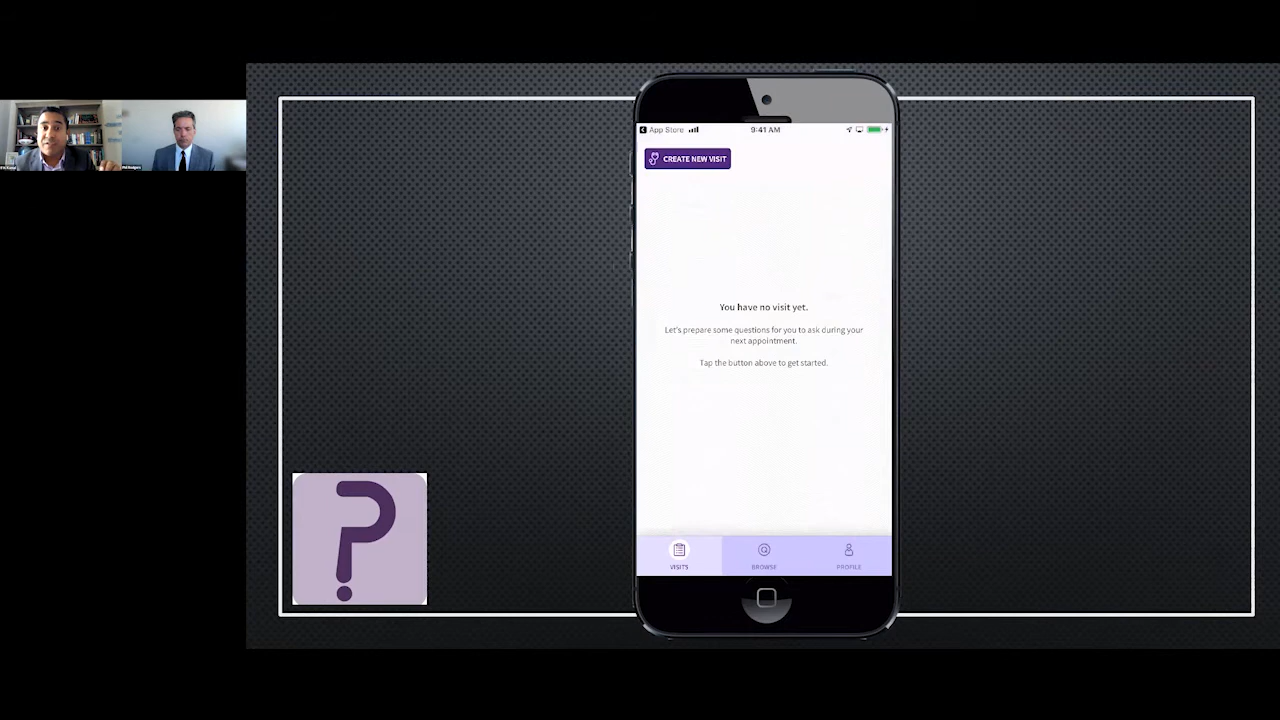 App Store
9:41 AM
CREATE NEW VISIT
You have no visit yet.
Let's prepare some questions for you to ask during your
next appointment.
Tap the button above to get started.
VISITS
BROWSE
PROFILE